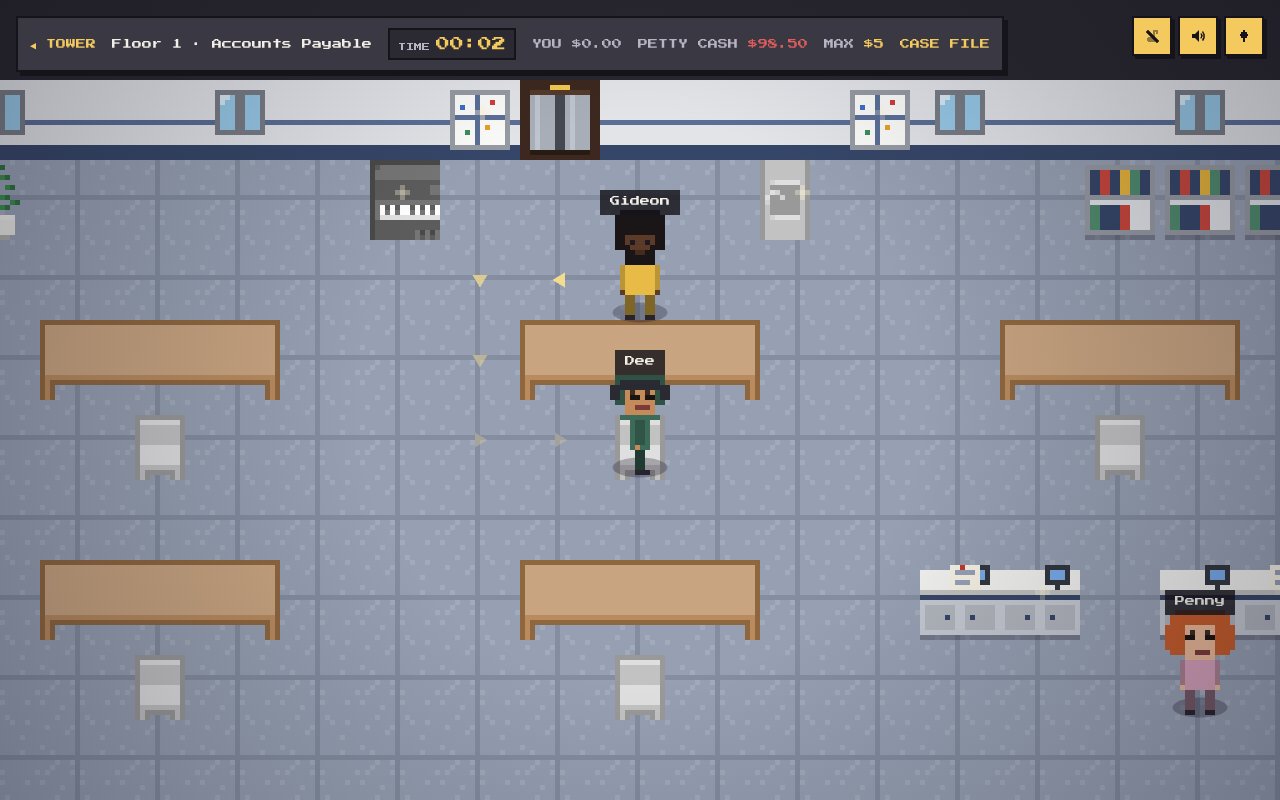 TOWER Floor 1 · Accounts Payable TIME 00:02 YOU $0.00 PETTY CASH $98.50 MAX $5 CASE FILE
Gideon
Dee
Penny